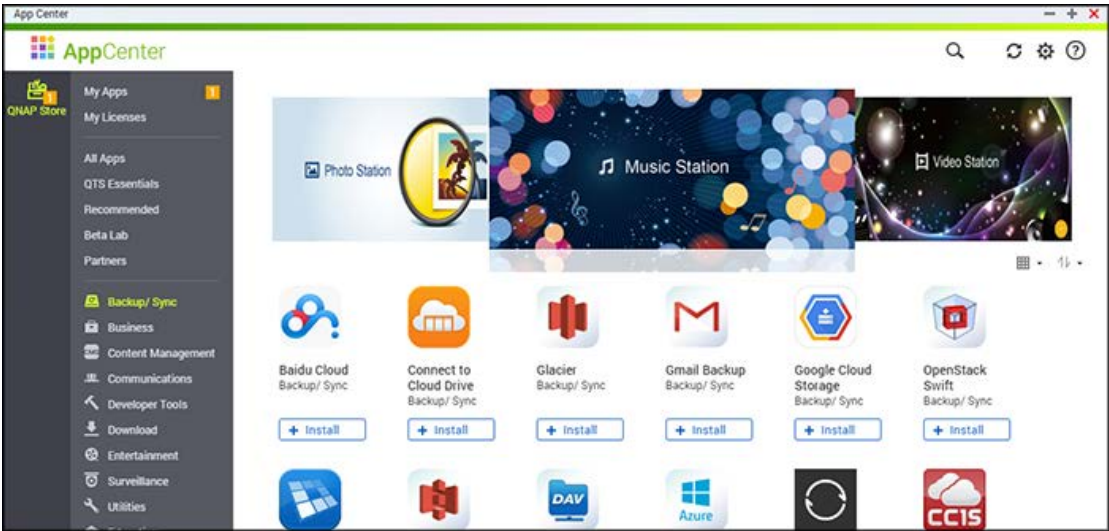 App Center
AppCenter
QNAP Store
1
My Apps
1
My Licenses
All Apps
QTS Essentials
Recommended
Beta Lab
Partners
Backup/ Sync
Business
Content Management
Communications
Developer Tools
Download
Entertainment
Surveillance
Utilities
Photo Station
Music Station
Video Station
Baidu Cloud
Backup/ Sync
+ Install
Connect to
Cloud Drive
Backup/ Sync
+ Install
Glacier
Backup/ Sync
+ Install
Gmail Backup
Backup/ Sync
+ Install
Google Cloud
Storage
Backup/ Sync
+ Install
OpenStack
Swift
Backup/ Sync
+ Install
DAV
Azure
CC1S